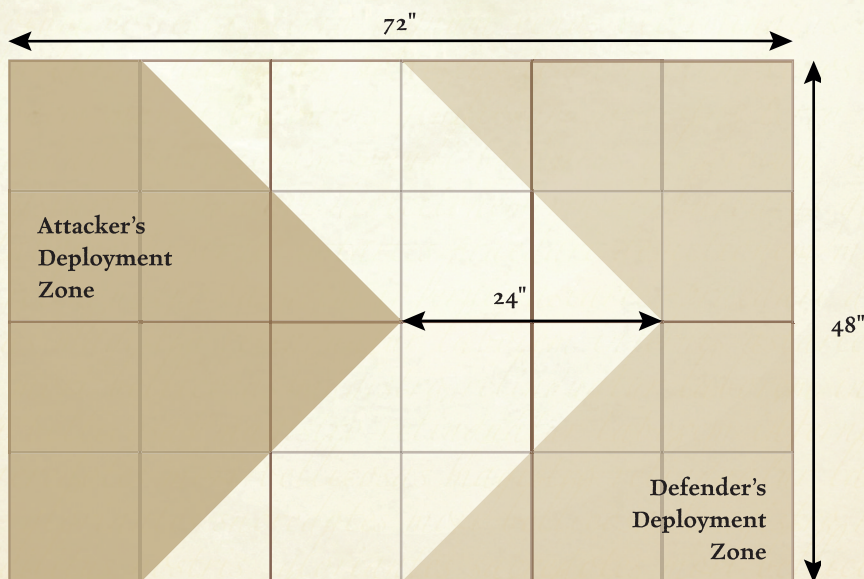 72"
Attacker’s
Deployment
Zone
24"
48"
Defender’s
Deployment
Zone